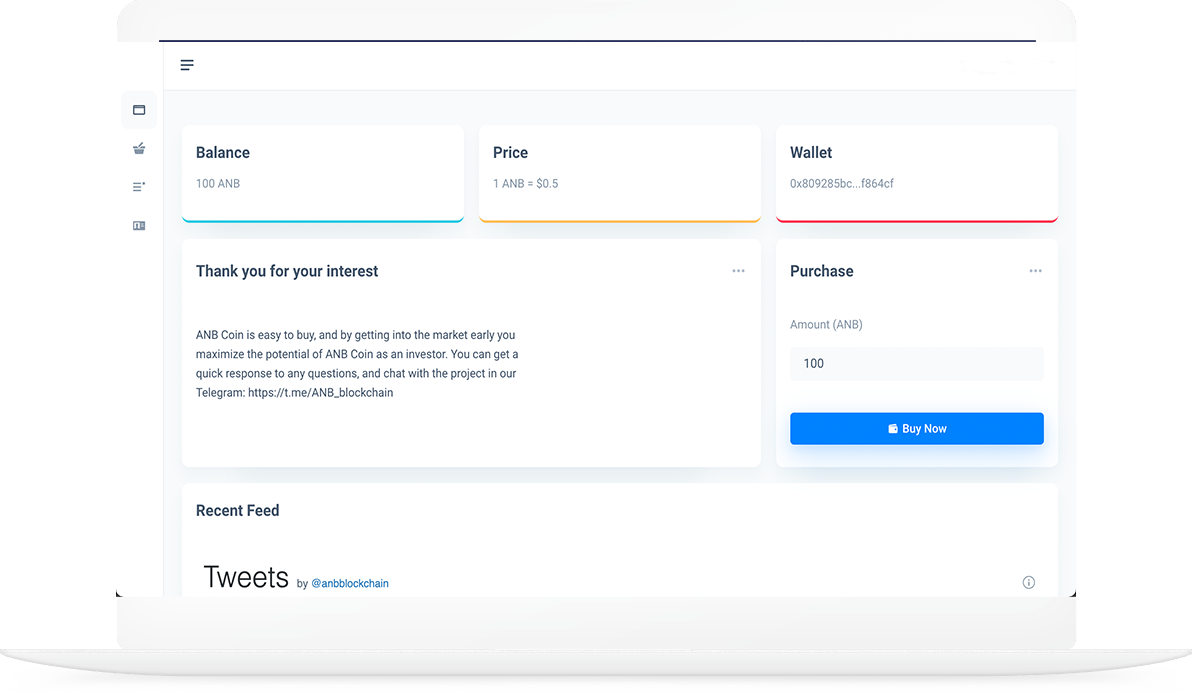 Balance
100 ANB
Price
1 ANB = $0.5
Wallet
0x809285bc...f864cf
Thank you for your interest
ANB Coin is easy to buy, and by getting into the market early you
maximize the potential of ANB Coin as an investor. You can get a
quick response to any questions, and chat with the project in our
Telegram: https://t.me/ANB_blockchain
Purchase
Amount (ANB)
100
Buy Now
Recent Feed
Tweets by @anbblockchain